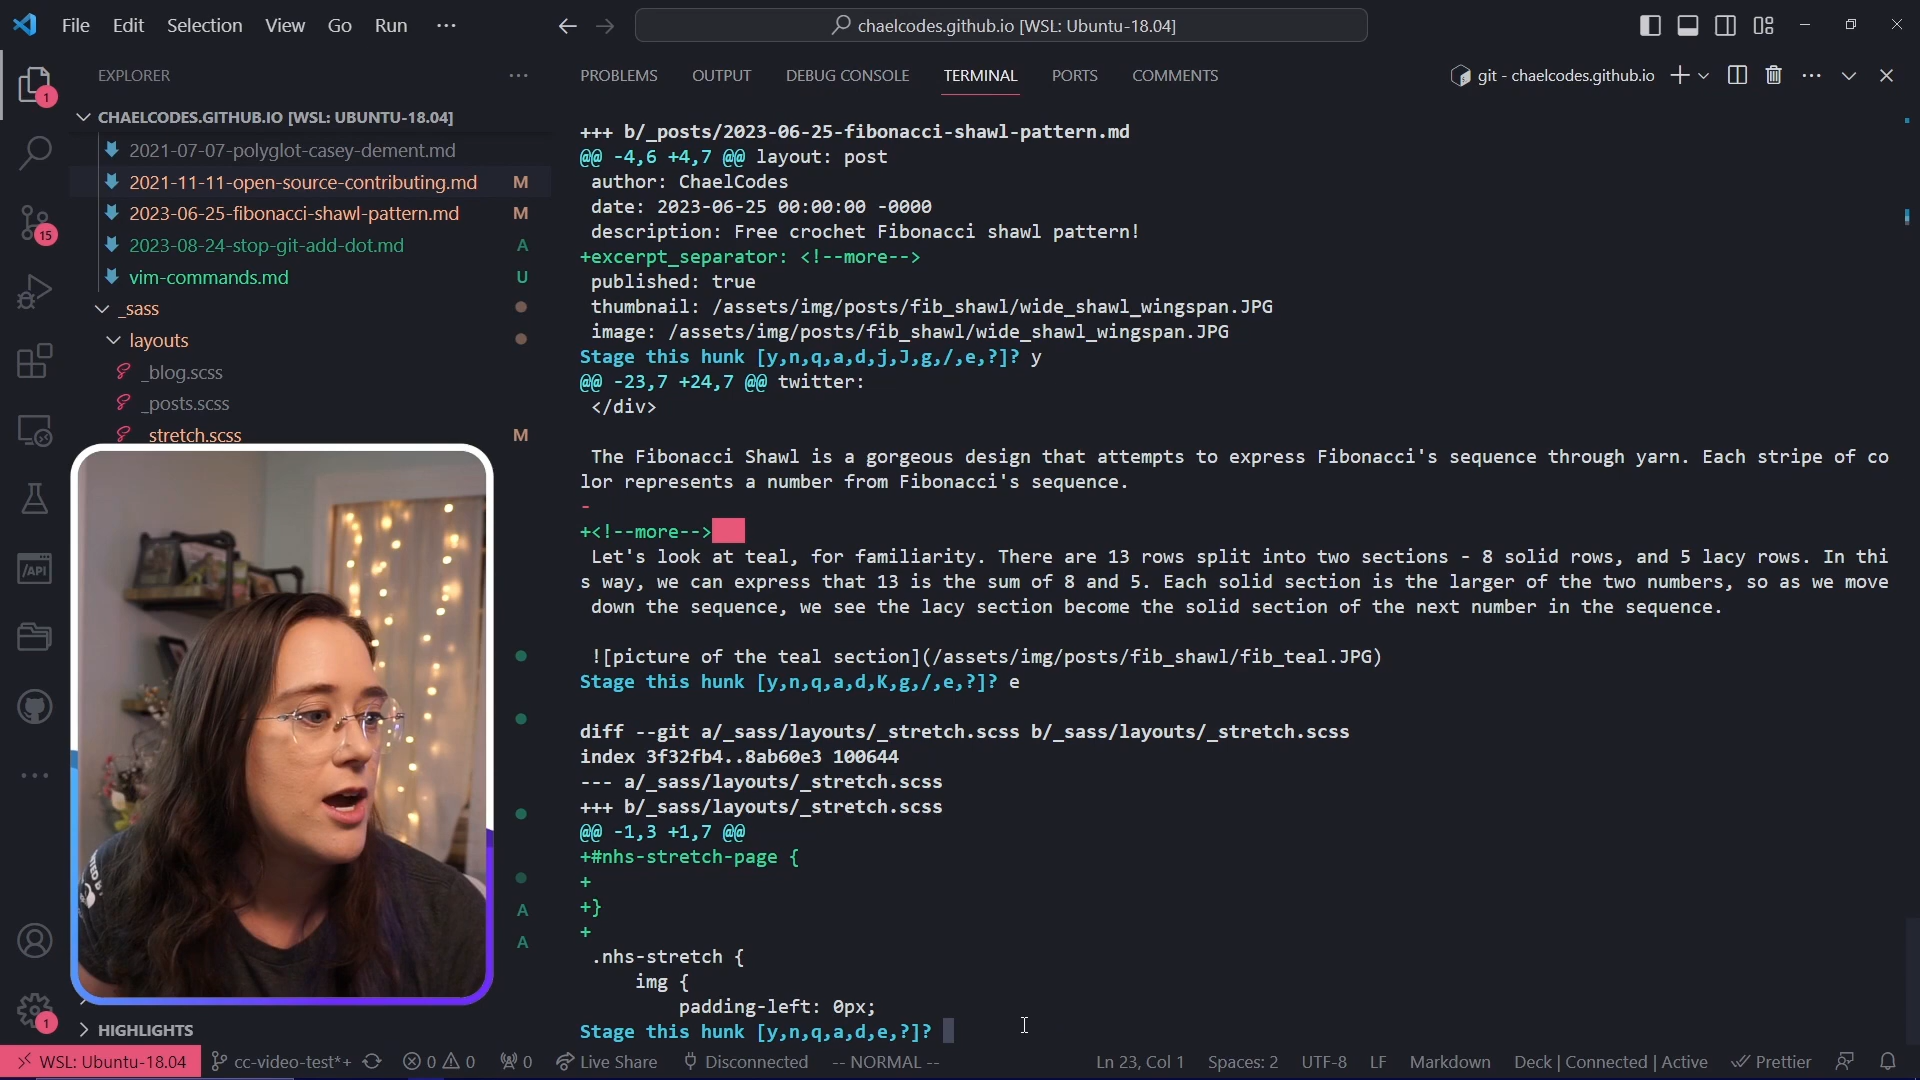 File Edit Selection View Go Run ···
chaelcodes.github.io [WSL: Ubuntu-18.04]
EXPLORER ···
PROBLEMS OUTPUT DEBUG CONSOLE TERMINAL PORTS COMMENTS
git - chaelcodes.github.io
1
CHAELCODES.GITHUB.IO [WSL: UBUNTU-18.04]
2021-07-07-polyglot-casey-dement.md
2021-11-11-open-source-contributing.md M
2023-06-25-fibonacci-shawl-pattern.md M
15
2023-08-24-stop-git-add-dot.md A
vim-commands.md U
_sass
layouts
_blog.scss
_posts.scss
_stretch.scss M
/API
A
A
1
HIGHLIGHTS
+++ b/_posts/2023-06-25-fibonacci-shawl-pattern.md
@@ -4,6 +4,7 @@ layout: post
author: ChaelCodes
date: 2023-06-25 00:00:00 -0000
description: Free crochet Fibonacci shawl pattern!
+excerpt_separator: <!--more-->
published: true
thumbnail: /assets/img/posts/fib_shawl/wide_shawl_wingspan.JPG
image: /assets/img/posts/fib_shawl/wide_shawl_wingspan.JPG
Stage this hunk [y,n,q,a,d,j,J,g,/,e,?]? y
@@ -23,7 +24,7 @@ twitter:
</div>
The Fibonacci Shawl is a gorgeous design that attempts to express Fibonacci's sequence through yarn. Each stripe of co
lor represents a number from Fibonacci's sequence.
-
+<!--more-->
Let's look at teal, for familiarity. There are 13 rows split into two sections - 8 solid rows, and 5 lacy rows. In thi
s way, we can express that 13 is the sum of 8 and 5. Each solid section is the larger of the two numbers, so as we move
down the sequence, we see the lacy section become the solid section of the next number in the sequence.
![picture of the teal section](/assets/img/posts/fib_shawl/fib_teal.JPG)
Stage this hunk [y,n,q,a,d,K,g,/,e,?]? e
diff --git a/_sass/layouts/_stretch.scss b/_sass/layouts/_stretch.scss
index 3f32fb4..8ab60e3 100644
--- a/_sass/layouts/_stretch.scss
+++ b/_sass/layouts/_stretch.scss
@@ -1,3 +1,7 @@
+#nhs-stretch-page {
+
+}
+
.nhs-stretch {
img {
padding-left: 0px;
Stage this hunk [y,n,q,a,d,e,?]?
WSL: Ubuntu-18.04 cc-video-test*+ 0 0 0 Live Share Disconnected -- NORMAL -- Ln 23, Col 1 Spaces: 2 UTF-8 LF Markdown Deck | Connected | Active Prettier